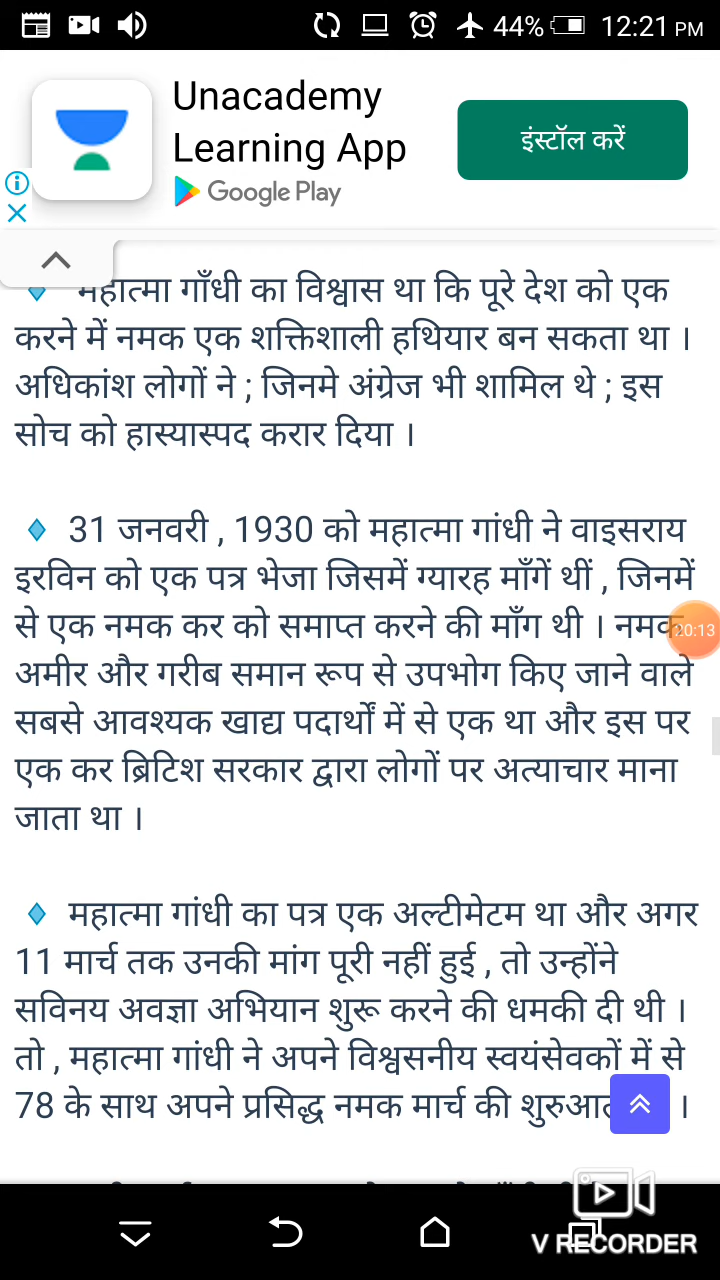 44% 12:21 PM
Unacademy
Learning App
Google Play
इंस्टॉल करें
महात्मा गाँधी का विश्वास था कि पूरे देश को एक
करने में नमक एक शक्तिशाली हथियार बन सकता था ।
अधिकांश लोगों ने ; जिनमे अंग्रेज भी शामिल थे ; इस
सोच को हास्यास्पद करार दिया ।
31 जनवरी , 1930 को महात्मा गांधी ने वाइसराय
इरविन को एक पत्र भेजा जिसमें ग्यारह माँगें थीं , जिनमें
से एक नमक कर को समाप्त करने की माँग थी । नमक
20:13
अमीर और गरीब समान रूप से उपभोग किए जाने वाले
सबसे आवश्यक खाद्य पदार्थों में से एक था और इस पर
एक कर ब्रिटिश सरकार द्वारा लोगों पर अत्याचार माना
जाता था ।
महात्मा गांधी का पत्र एक अल्टीमेटम था और अगर
11 मार्च तक उनकी मांग पूरी नहीं हुई , तो उन्होंने
सविनय अवज्ञा अभियान शुरू करने की धमकी दी थी ।
तो , महात्मा गांधी ने अपने विश्वसनीय स्वयंसेवकों में से
78 के साथ अपने प्रसिद्ध नमक मार्च की शुरुआत ।
V RECORDER